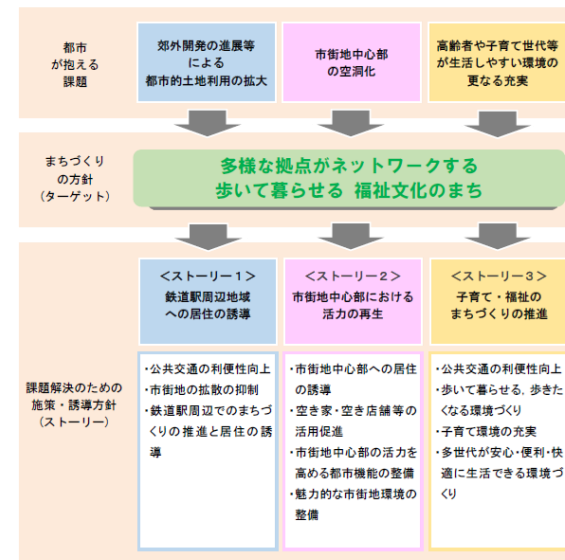 都市
が抱える
課題
郊外開発の進展等
による
都市的土地利用の拡大
市街地中心部
の空洞化
高齢者や子育て世代等
が生活しやすい環境の
更なる充実
まちづくり
の方針
(ターゲット)
多様な拠点がネットワークする
歩いて暮らせる 福祉文化のまち
課題解決のための
施策・誘導方針
(ストーリー)
<ストーリー1>
鉄道駅周辺地域
への居住の誘導
・公共交通の利便性向上
・市街地の拡散の抑制
・鉄道駅周辺でのまちづ
くりの推進と居住の誘
導
<ストーリー2>
市街地中心部における
活力の再生
・市街地中心部への居住
の誘導
・空き家・空き店舗等の
活用促進
・市街地中心部の活力を
高める都市機能の整備
・魅力的な市街地環境の
整備
<ストーリー3>
子育て・福祉の
まちづくりの推進
・公共交通の利便性向上
・歩いて暮らせる,歩きた
くなる環境づくり
・子育て環境の充実
・多世代が安心・便利・快
適に生活できる環境づ
くり